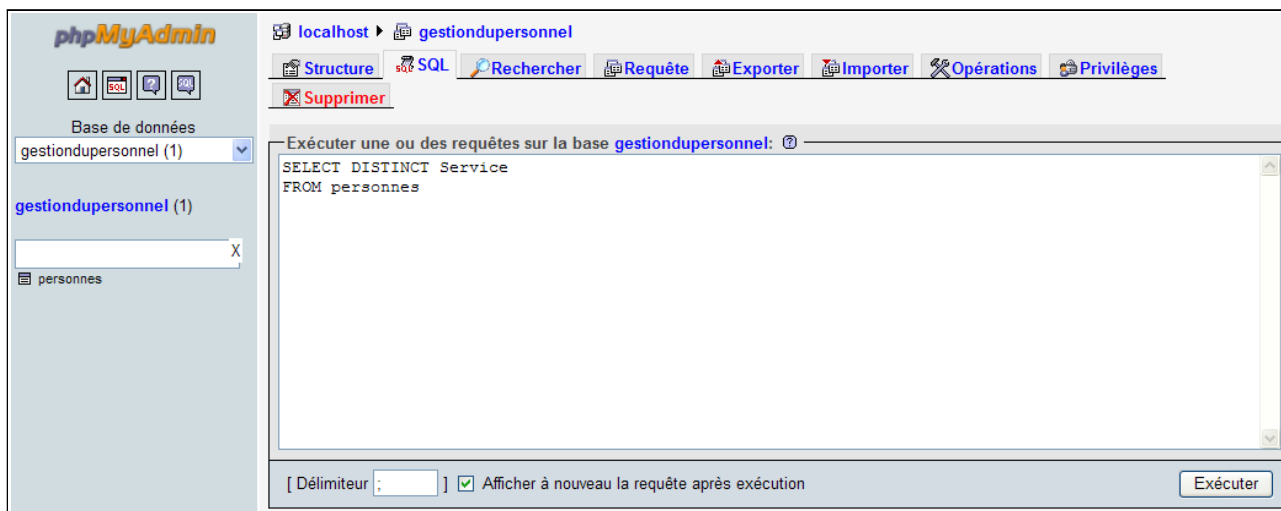 phpMyAdmin
SQL ? SQL
Base de données
gestiondupersonnel (1)
gestiondupersonnel (1)
X
personnes
localhost gestiondupersonnel
Structure SQL Rechercher Requête Exporter Importer Opérations Privilèges
Supprimer
Exécuter une ou des requêtes sur la base gestiondupersonnel: ?
SELECT DISTINCT Service
FROM personnes
[ Délimiteur ; ] Afficher à nouveau la requête après exécution Exécuter